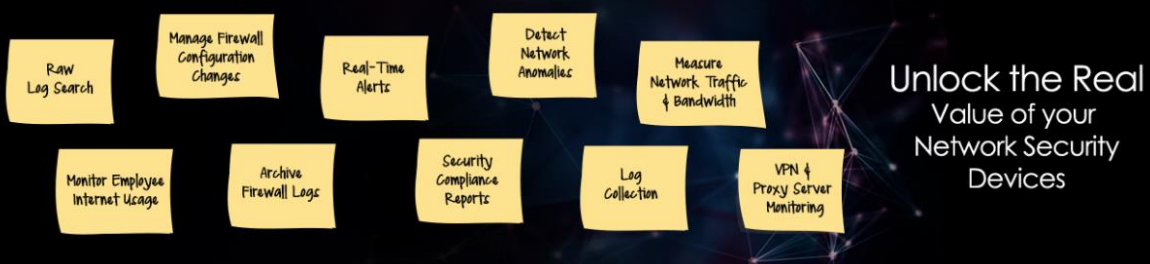 Raw
Log Search
Manage Firewall
Configuration
Changes
Real-Time
Alerts
Detect
Network
Anomalies
Measure
Network Traffic
& Bandwidth
Monitor Employee
Internet Usage
Archive
Firewall Logs
Security
Compliance
Reports
Log
Collection
VPN &
Proxy Server
Monitoring
Unlock the Real
Value of your
Network Security
Devices